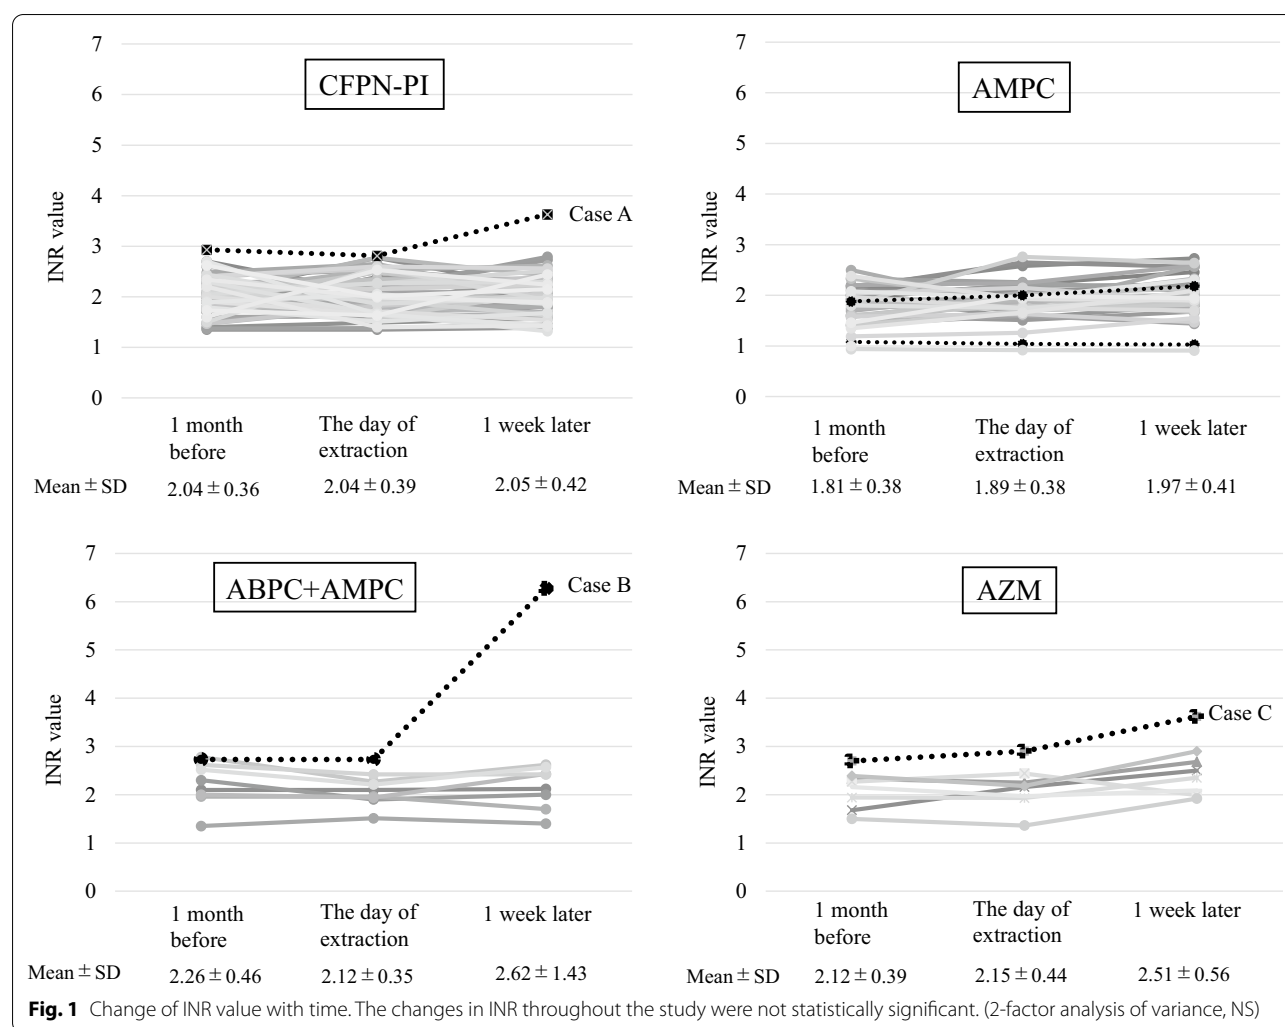 CFPN-PI
7
6
5
4
3
2
1
0
INR value
Case A
1 month before
The day of extraction
1 week later
Mean ± SD
2.04 ± 0.36
2.04 ± 0.39
2.05 ± 0.42
AMPC
7
6
5
4
3
2
1
0
INR value
1 month before
The day of extraction
1 week later
Mean ± SD
1.81 ± 0.38
1.89 ± 0.38
1.97 ± 0.41
ABPC+AMPC
7
6
5
4
3
2
1
0
INR value
Case B
1 month before
The day of extraction
1 week later
Mean ± SD
2.26 ± 0.46
2.12 ± 0.35
2.62 ± 1.43
AZM
7
6
5
4
3
2
1
0
INR value
Case C
1 month before
The day of extraction
1 week later
Mean ± SD
2.12 ± 0.39
2.15 ± 0.44
2.51 ± 0.56
Fig. 1 Change of INR value with time. The changes in INR throughout the study were not statistically significant. (2-factor analysis of variance, NS)